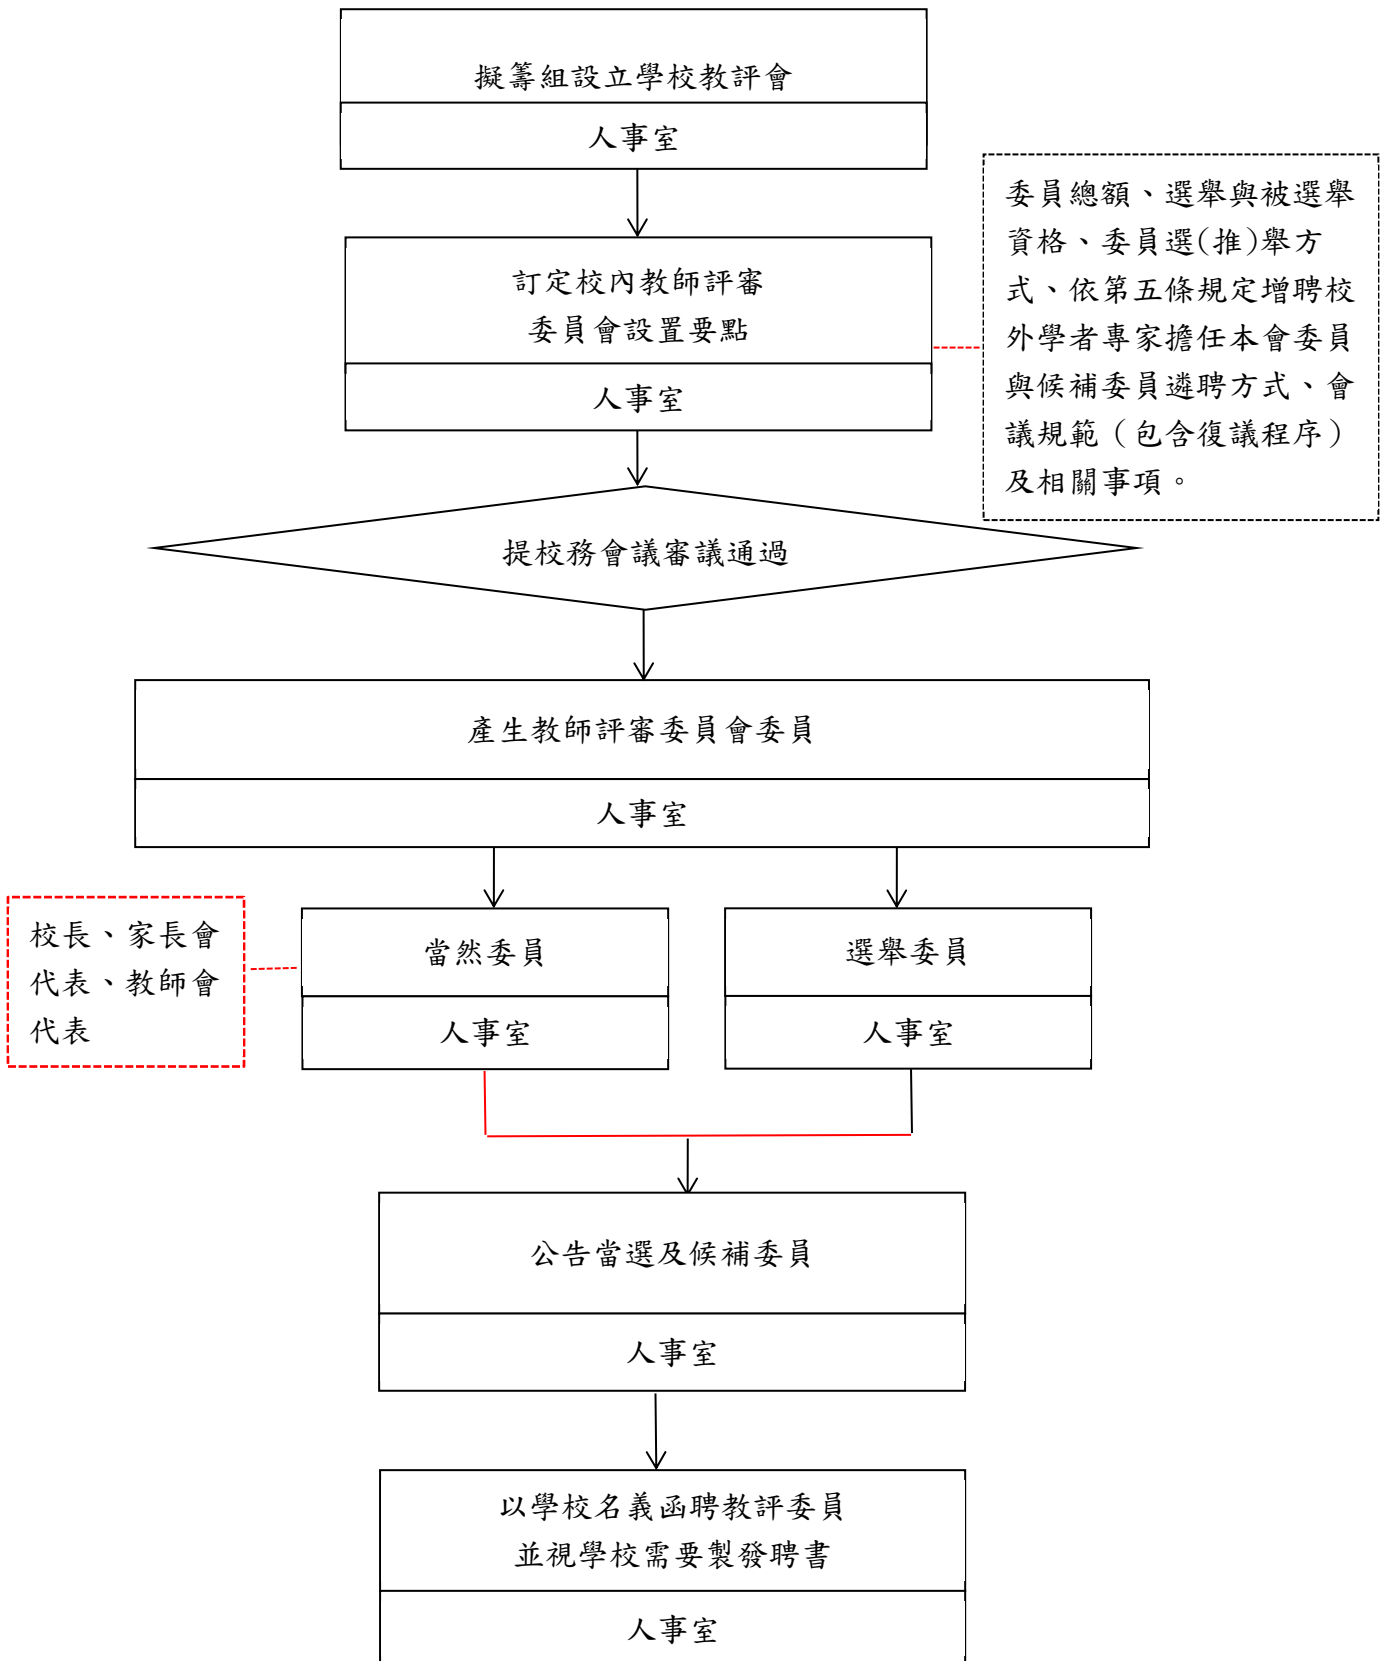 擬籌組設立學校教評會
人事室
訂定校內教師評審
委員會設置要點
人事室
委員總額、選舉與被選舉
資格、委員選(推)舉方
式、依第五條規定增聘校
外學者專家擔任本會委員
與候補委員遴聘方式、會
議規範（包含復議程序）
及相關事項。
提校務會議審議通過
產生教師評審委員會委員
人事室
校長、家長會
代表、教師會
代表
當然委員
人事室
選舉委員
人事室
公告當選及候補委員
人事室
以學校名義函聘教評委員
並視學校需要製發聘書
人事室